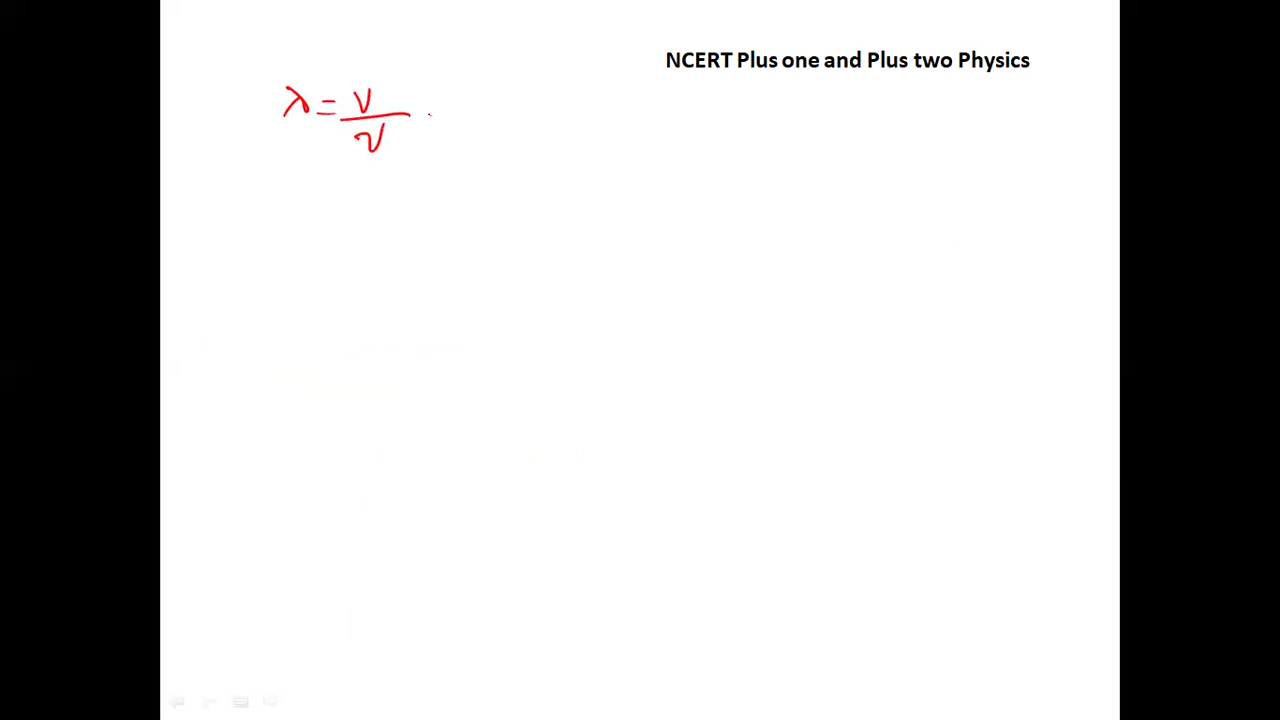 NCERT Plus one and Plus two Physics
λ = v
ν